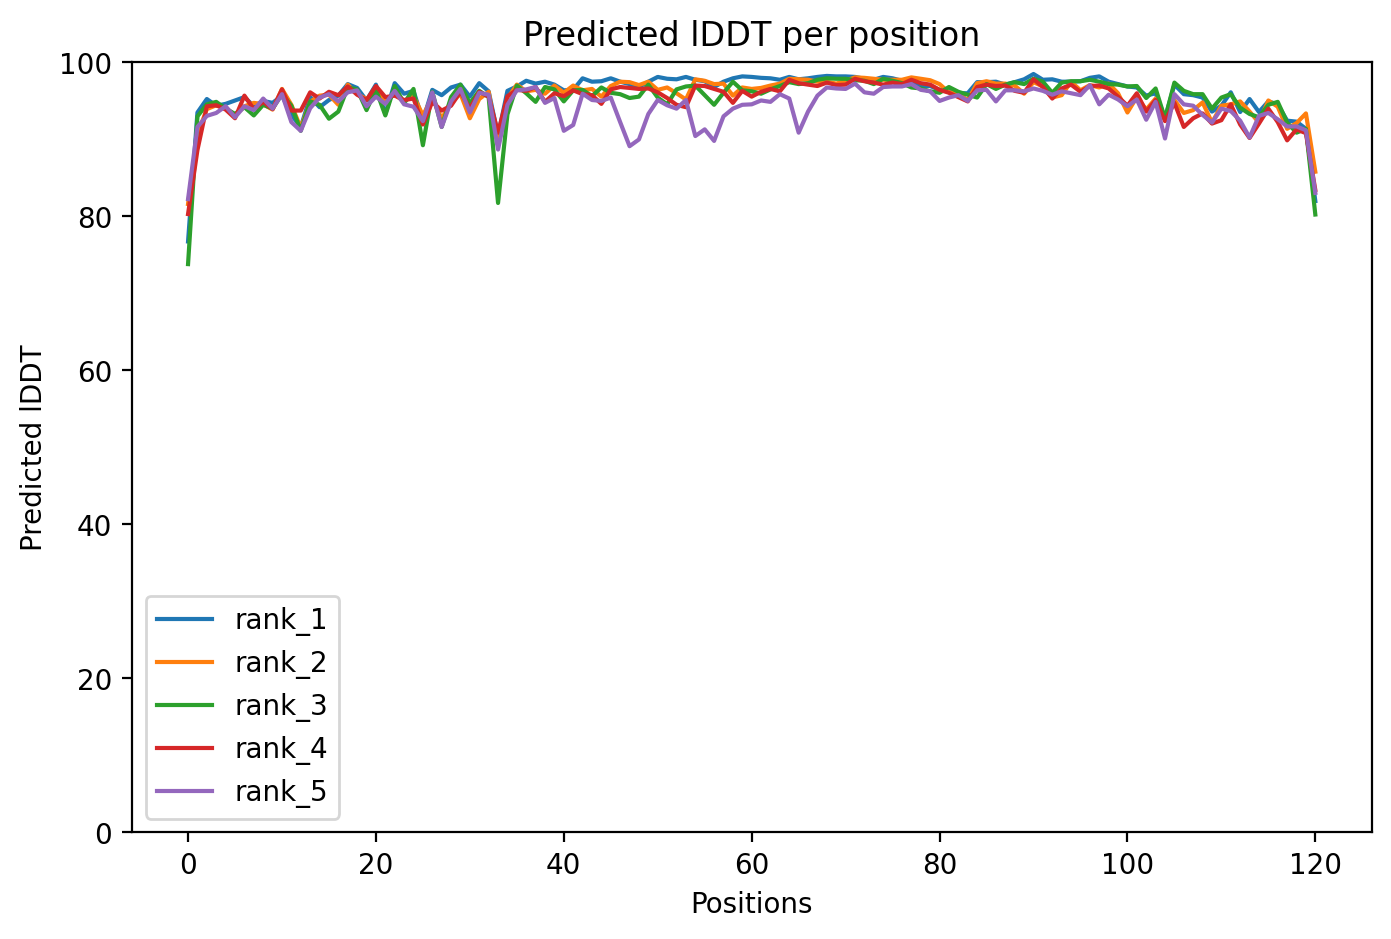 Predicted lDDT per position
100
80
60
40
20
0
Predicted lDDT
rank_1
rank_2
rank_3
rank_4
rank_5
0 20 40 60 80 100 120
Positions